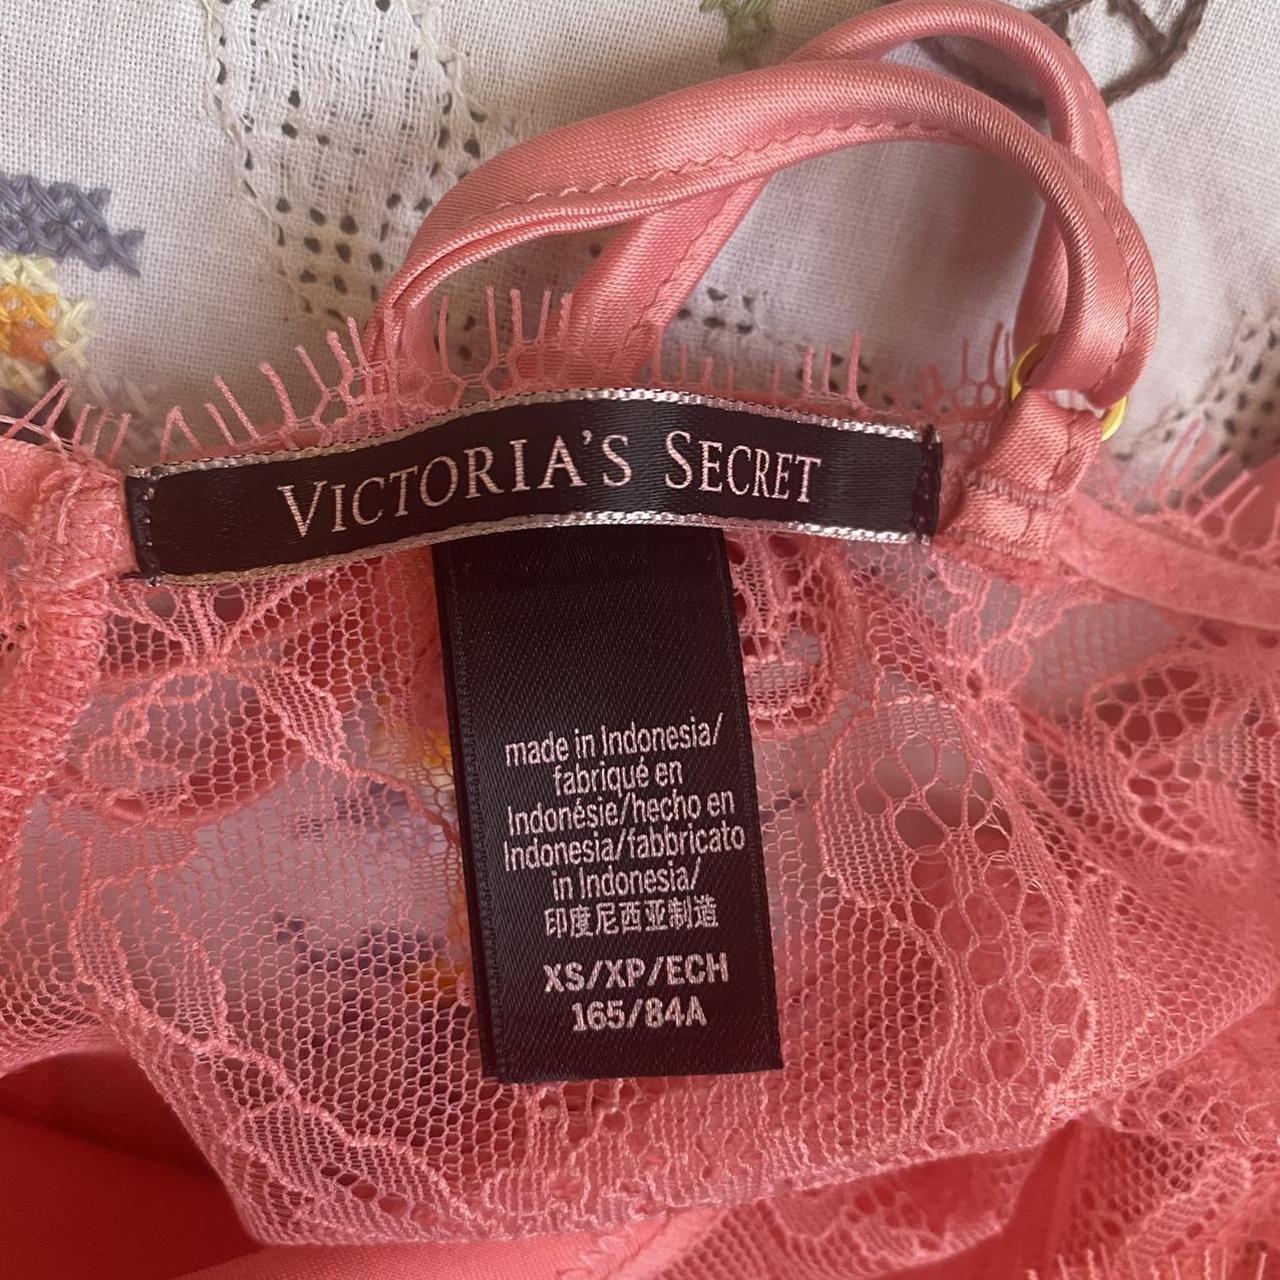 VICTORIA'S SECRET
made in Indonesia/
fabriqué en
Indonésie/hecho en
Indonesia/fabbricato
in Indonesia/
印度尼西亚制造
XS/XP/ECH
165/84A